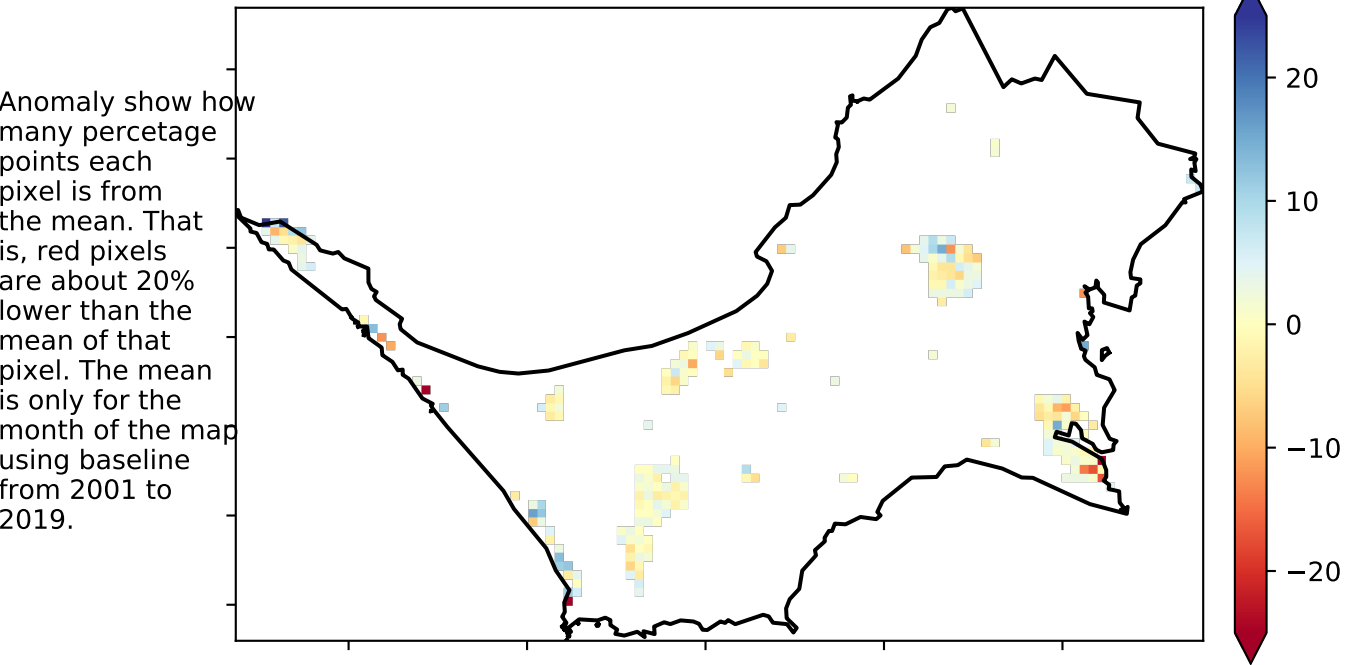 Anomaly show how
many percetage
points each
pixel is from
the mean. That
is, red pixels
are about 20%
lower than the
mean of that
pixel. The mean
is only for the
month of the map
using baseline
from 2001 to
2019.
20
10
0
−10
−20